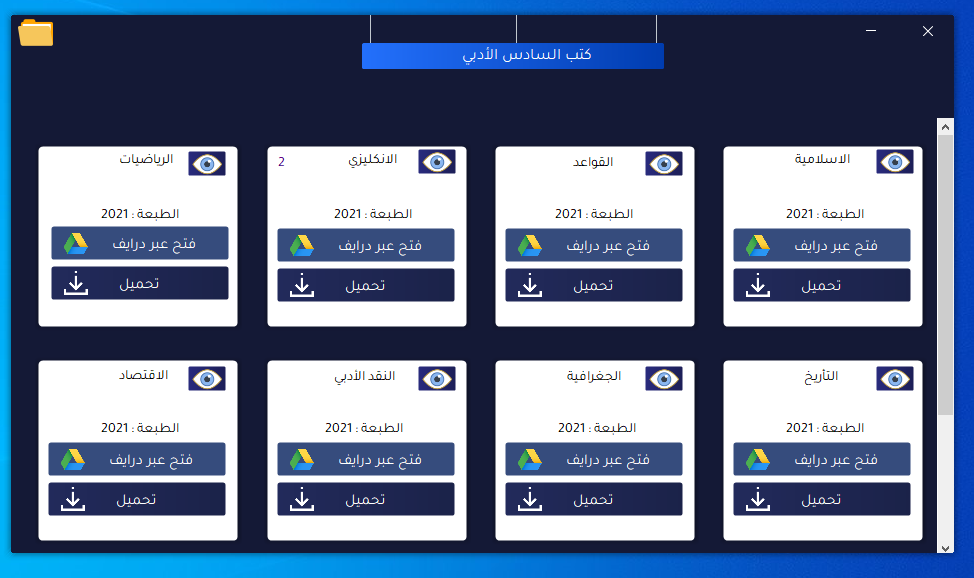 كتب السادس الأدبي
الاسلامية
الطبعة : 2021
فتح عبر درايف
تحميل
القواعد
الطبعة : 2021
فتح عبر درايف
تحميل
الانكليزي 2
الطبعة : 2021
فتح عبر درايف
تحميل
الرياضيات
الطبعة : 2021
فتح عبر درايف
تحميل
التأريخ
الطبعة : 2021
فتح عبر درايف
تحميل
الجغرافية
الطبعة : 2021
فتح عبر درايف
تحميل
النقد الأدبي
الطبعة : 2021
فتح عبر درايف
تحميل
الاقتصاد
الطبعة : 2021
فتح عبر درايف
تحميل